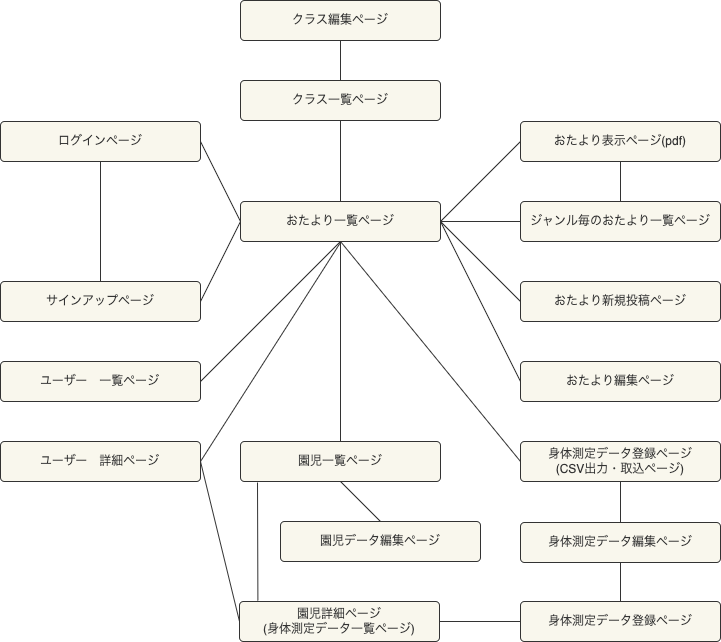 クラス編集ページ
クラス一覧ページ
ログインページ
おたより表示ページ(pdf)
おたより一覧ページ
ジャンル毎のおたより一覧ページ
サインアップページ
おたより新規投稿ページ
ユーザー　一覧ページ
おたより編集ページ
ユーザー　詳細ページ
園児一覧ページ
身体測定データ登録ページ
(CSV出力・取込ページ)
園児データ編集ページ
身体測定データ編集ページ
園児詳細ページ
(身体測定データ一覧ページ)
身体測定データ登録ページ